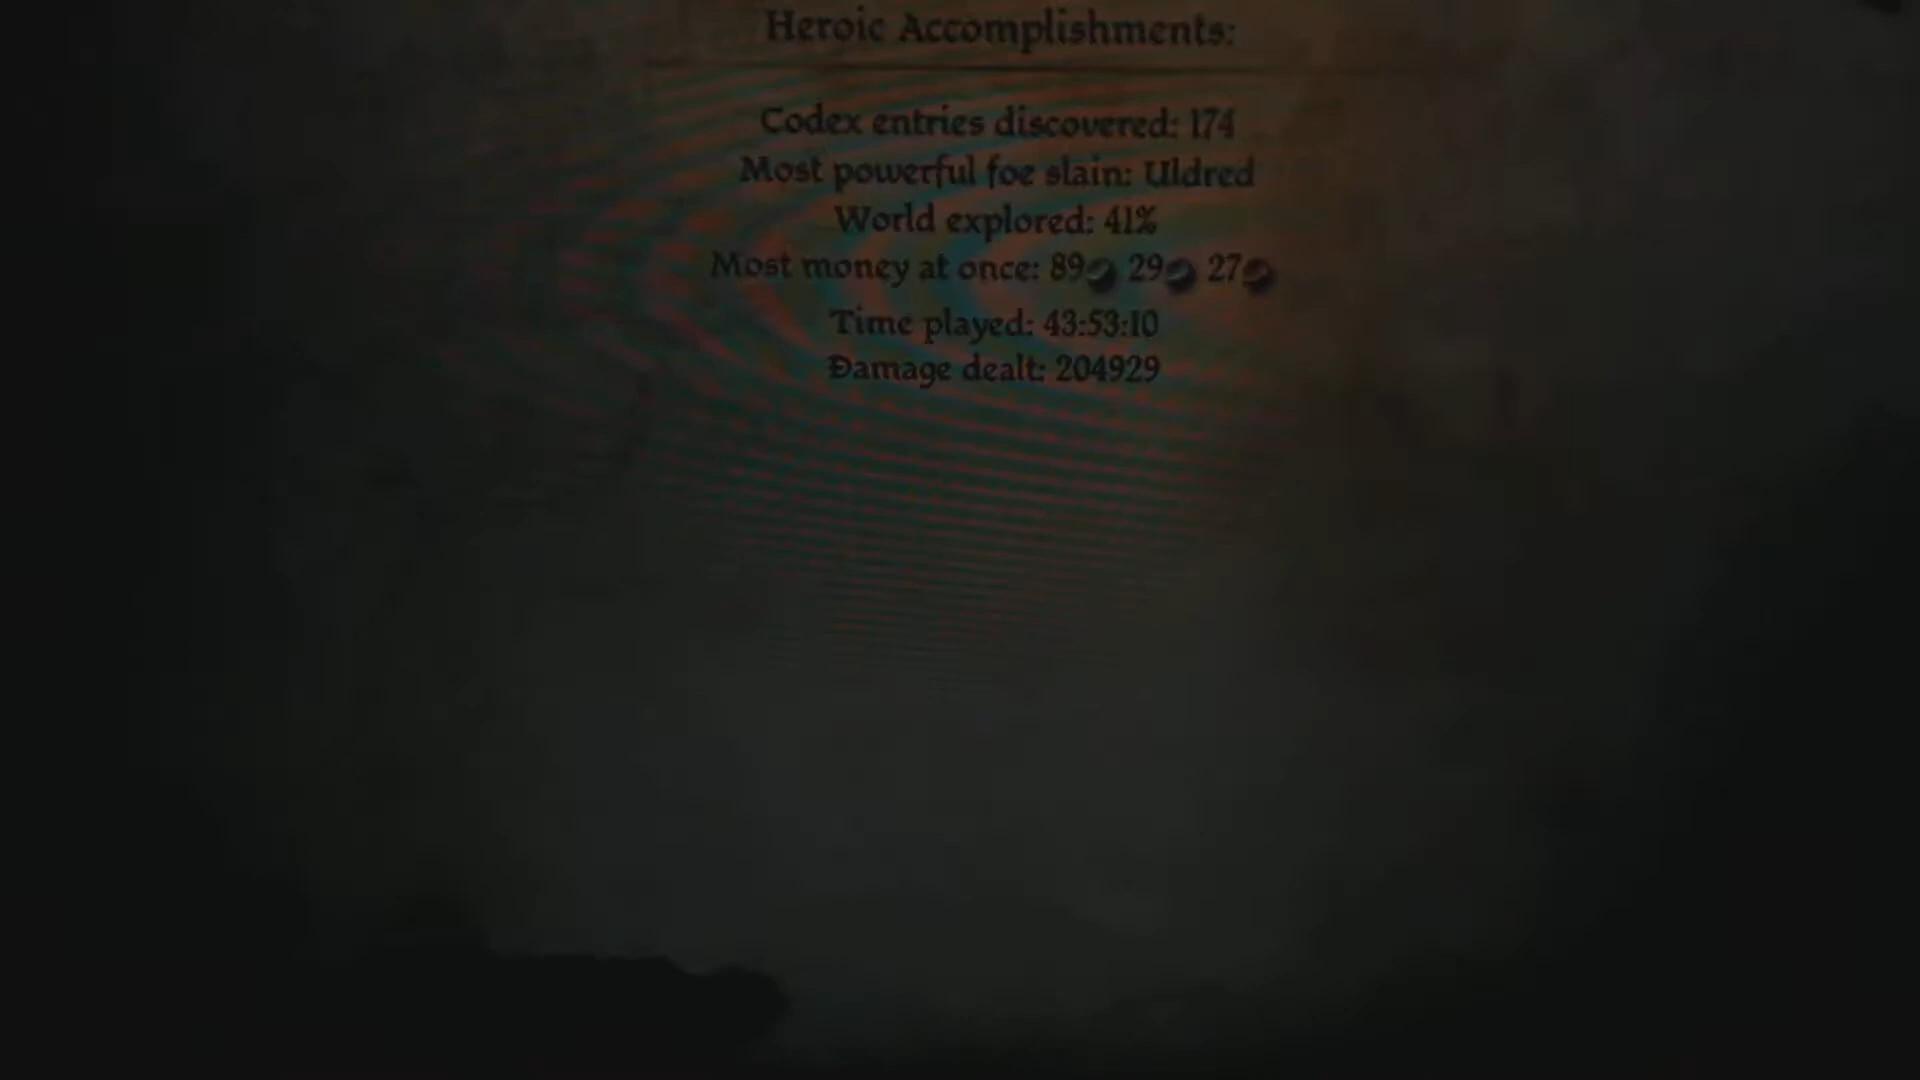 Heroic Accomplishments:
Codex entries discovered: 174
Most powerful foe slain: Uldred
World explored: 41%
Most money at once: 89 29 27
Time played: 43:53:10
Damage dealt: 204929